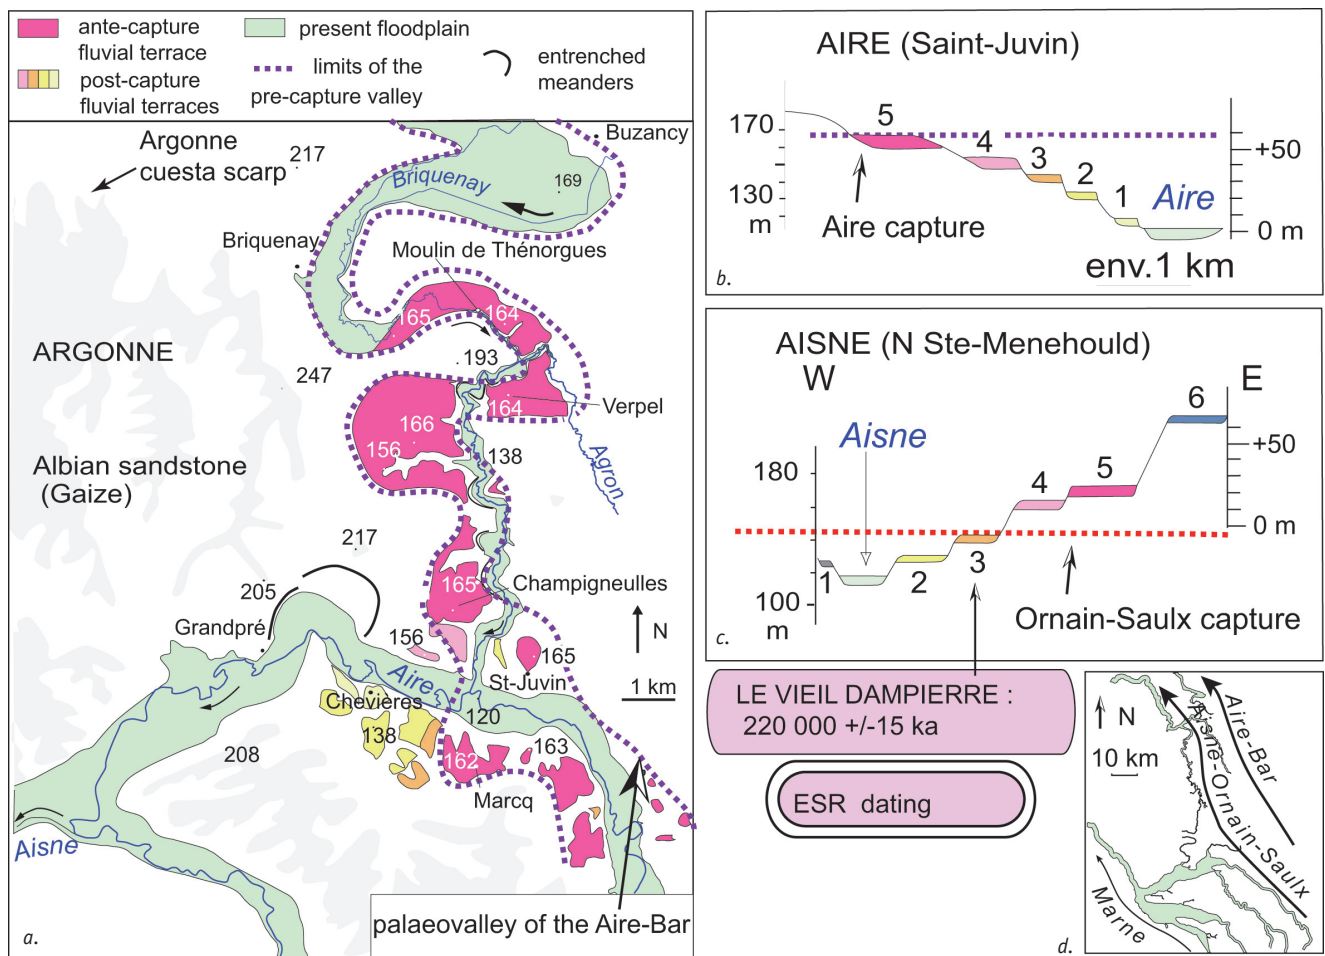 ante-capture
fluvial terrace
post-capture
fluvial terraces
present floodplain
limits of the
pre-capture valley
entrenched
meanders
Argonne
cuesta scarp
217
Buzancy
Briquenay
169
Briquenay
Moulin de Thénorgues
165
164
ARGONNE
193
247
164
Verpel
166
156
138
Agron
Albian sandstone
(Gaize)
217
165
Champigneulles
205
Grandpré
156
N
165
St-Juvin
1 km
Aire
Chevières
120
138
208
162
163
Marcq
Aisne
palaeovalley of the Aire-Bar
a.
AIRE (Saint-Juvin)
170
130
m
5
4
3
2
1
Aire
+50
0 m
Aire capture
env.1 km
b.
AISNE (N Ste-Menehould)
W
E
6
Aisne
180
100
m
+50
0 m
4
5
1
2
3
Ornain-Saulx capture
c.
LE VIEIL DAMPIERRE :
220 000 +/-15 ka
ESR dating
N
10 km
Aire-Bar
Aisne-Ornain-Saulx
Marne
d.